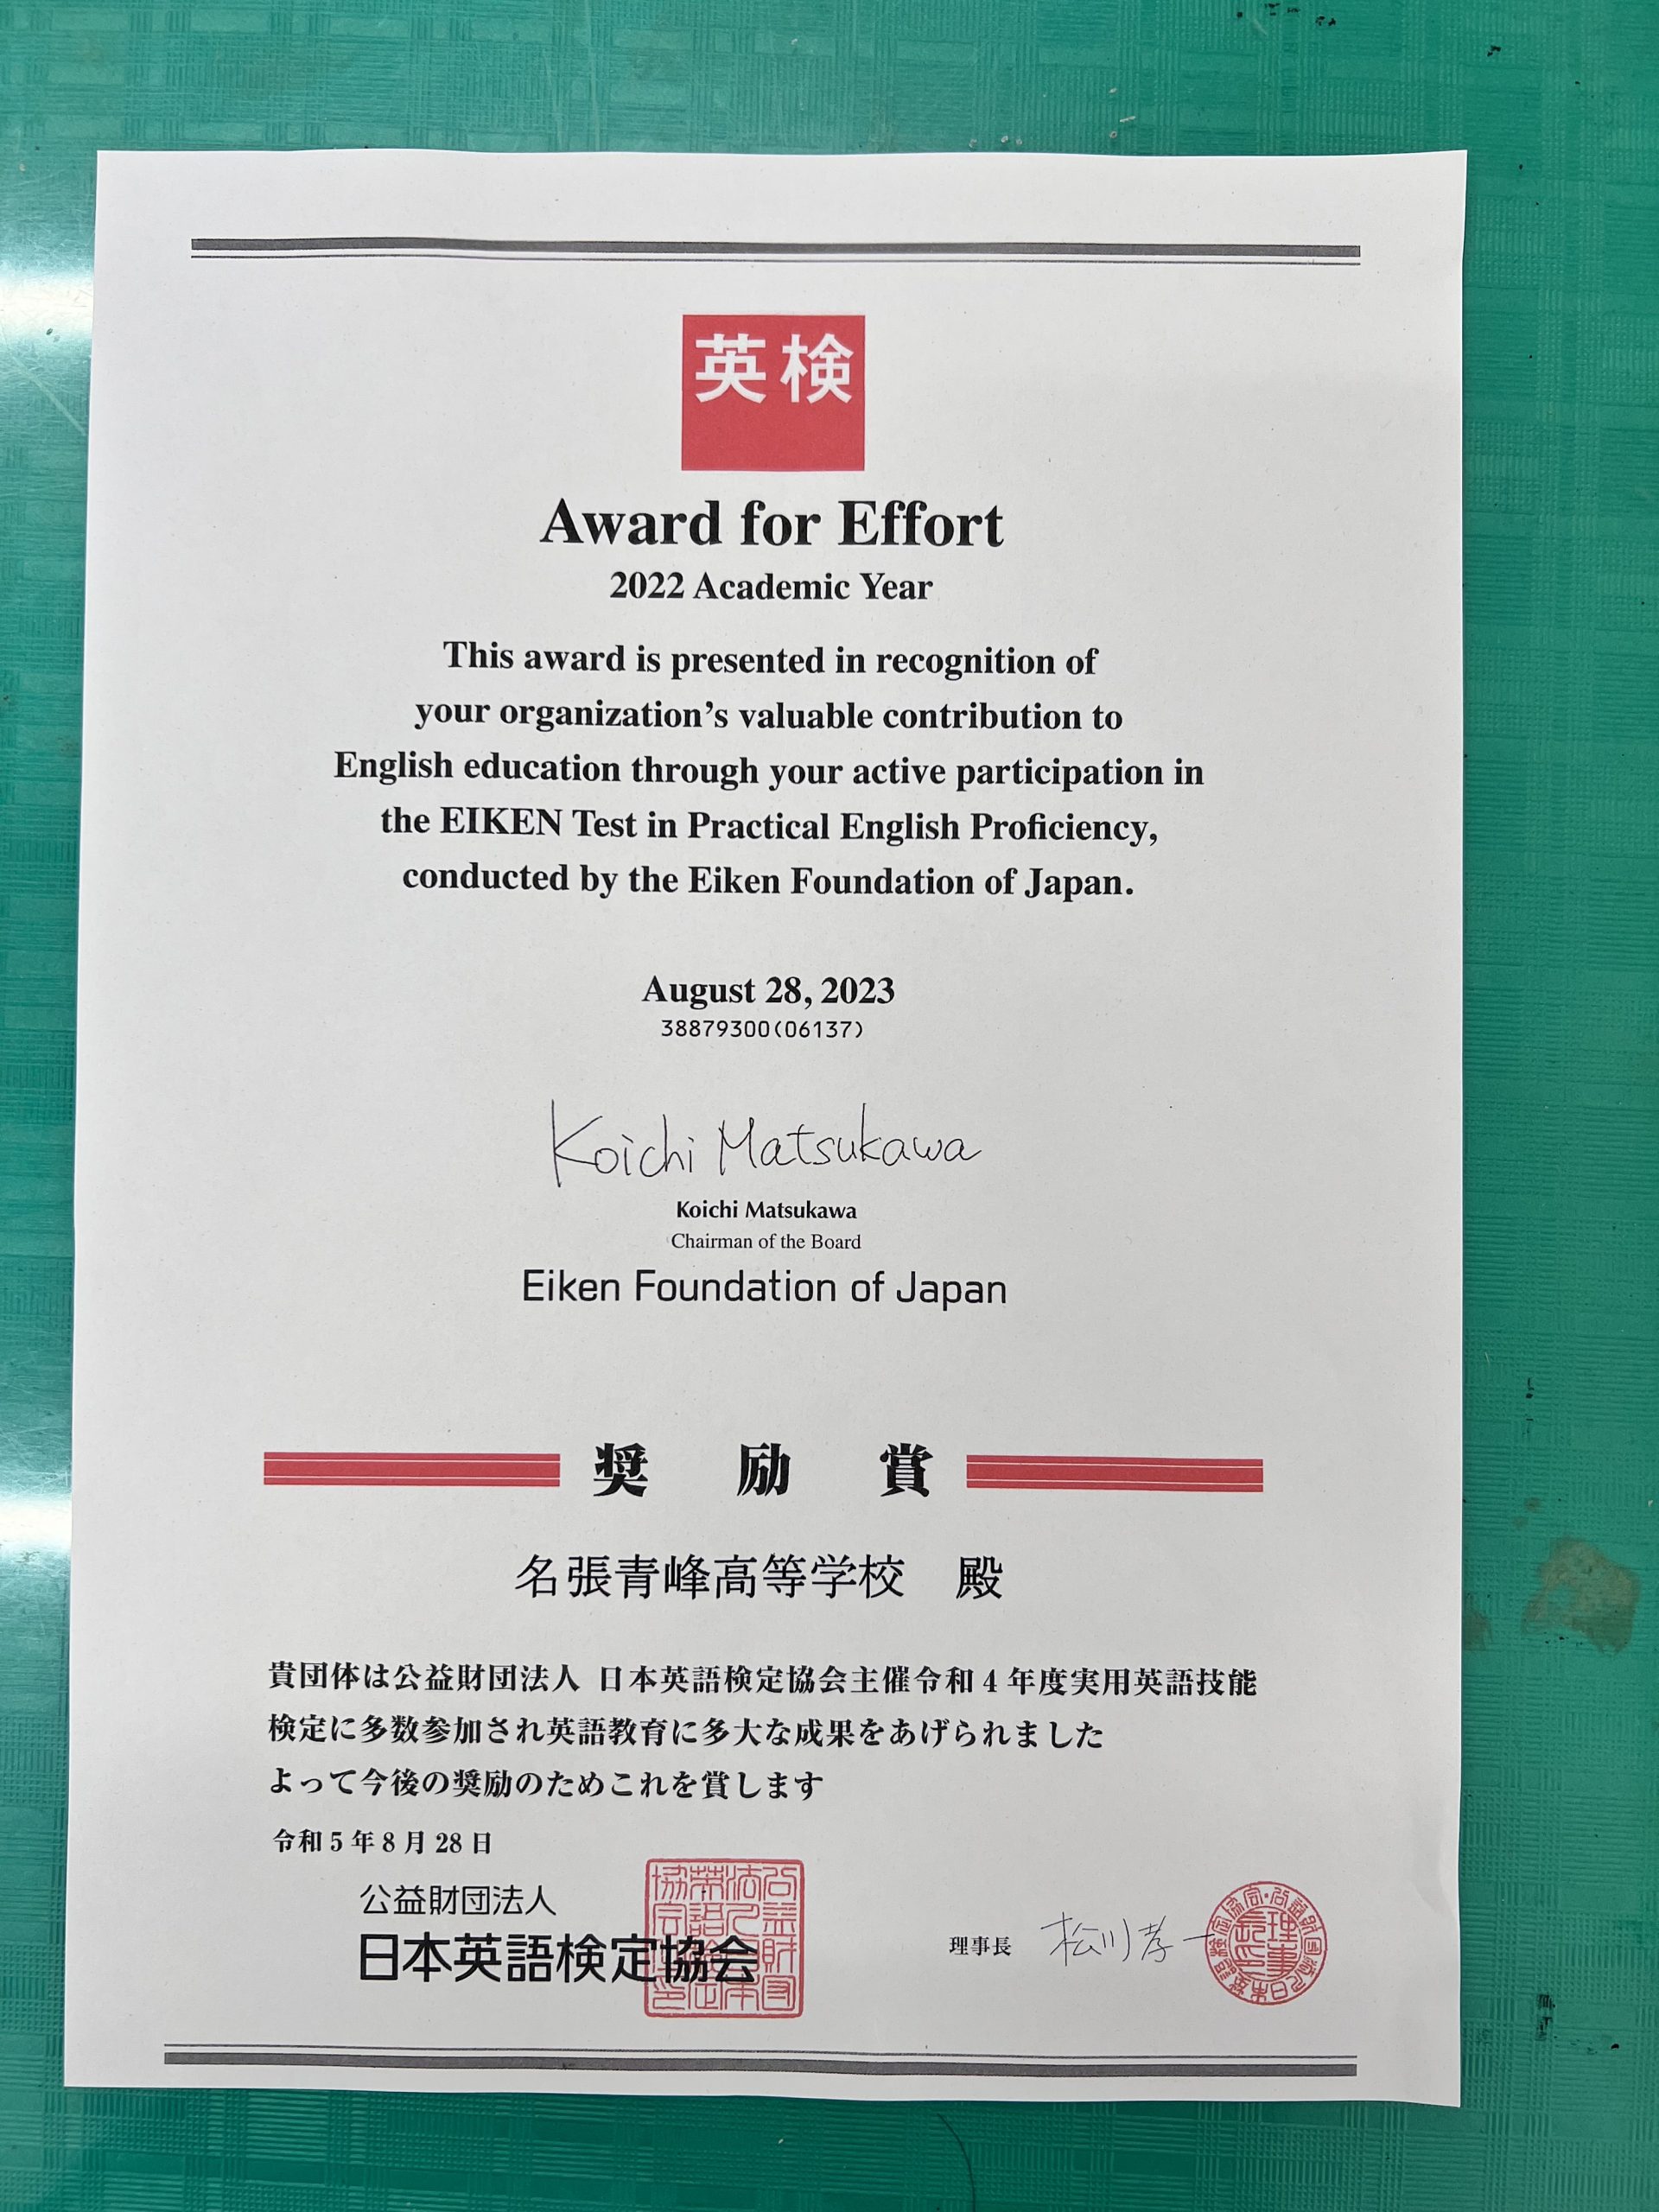 英検
Award for Effort
2022 Academic Year
This award is presented in recognition of
your organization's valuable contribution to
English education through your active participation in
the EIKEN Test in Practical English Proficiency,
conducted by the Eiken Foundation of Japan.
August 28, 2023
38879300(06137)
Koichi Matsukawa
Koichi Matsukawa
Chairman of the Board
Eiken Foundation of Japan
奨 励 賞
名張青峰高等学校 殿
貴団体は公益財団法人 日本英語検定協会主催令和4年度実用英語技能
検定に多数参加され英語教育に多大な成果をあげられました
よって今後の奨励のためこれを賞します
令和5年8月28日
公益財団法人
日本英語検定協会
理事長 松川孝一